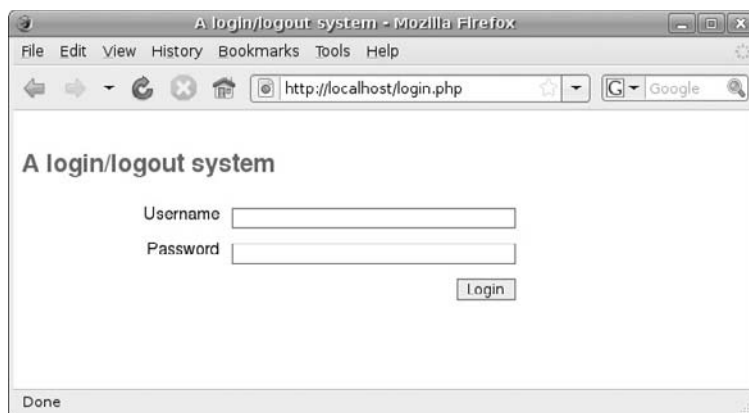 A login/logout system - Mozilla Firefox
File Edit View History Bookmarks Tools Help
http://localhost/login.php G Google
A login/logout system
Username
Password
Login
Done